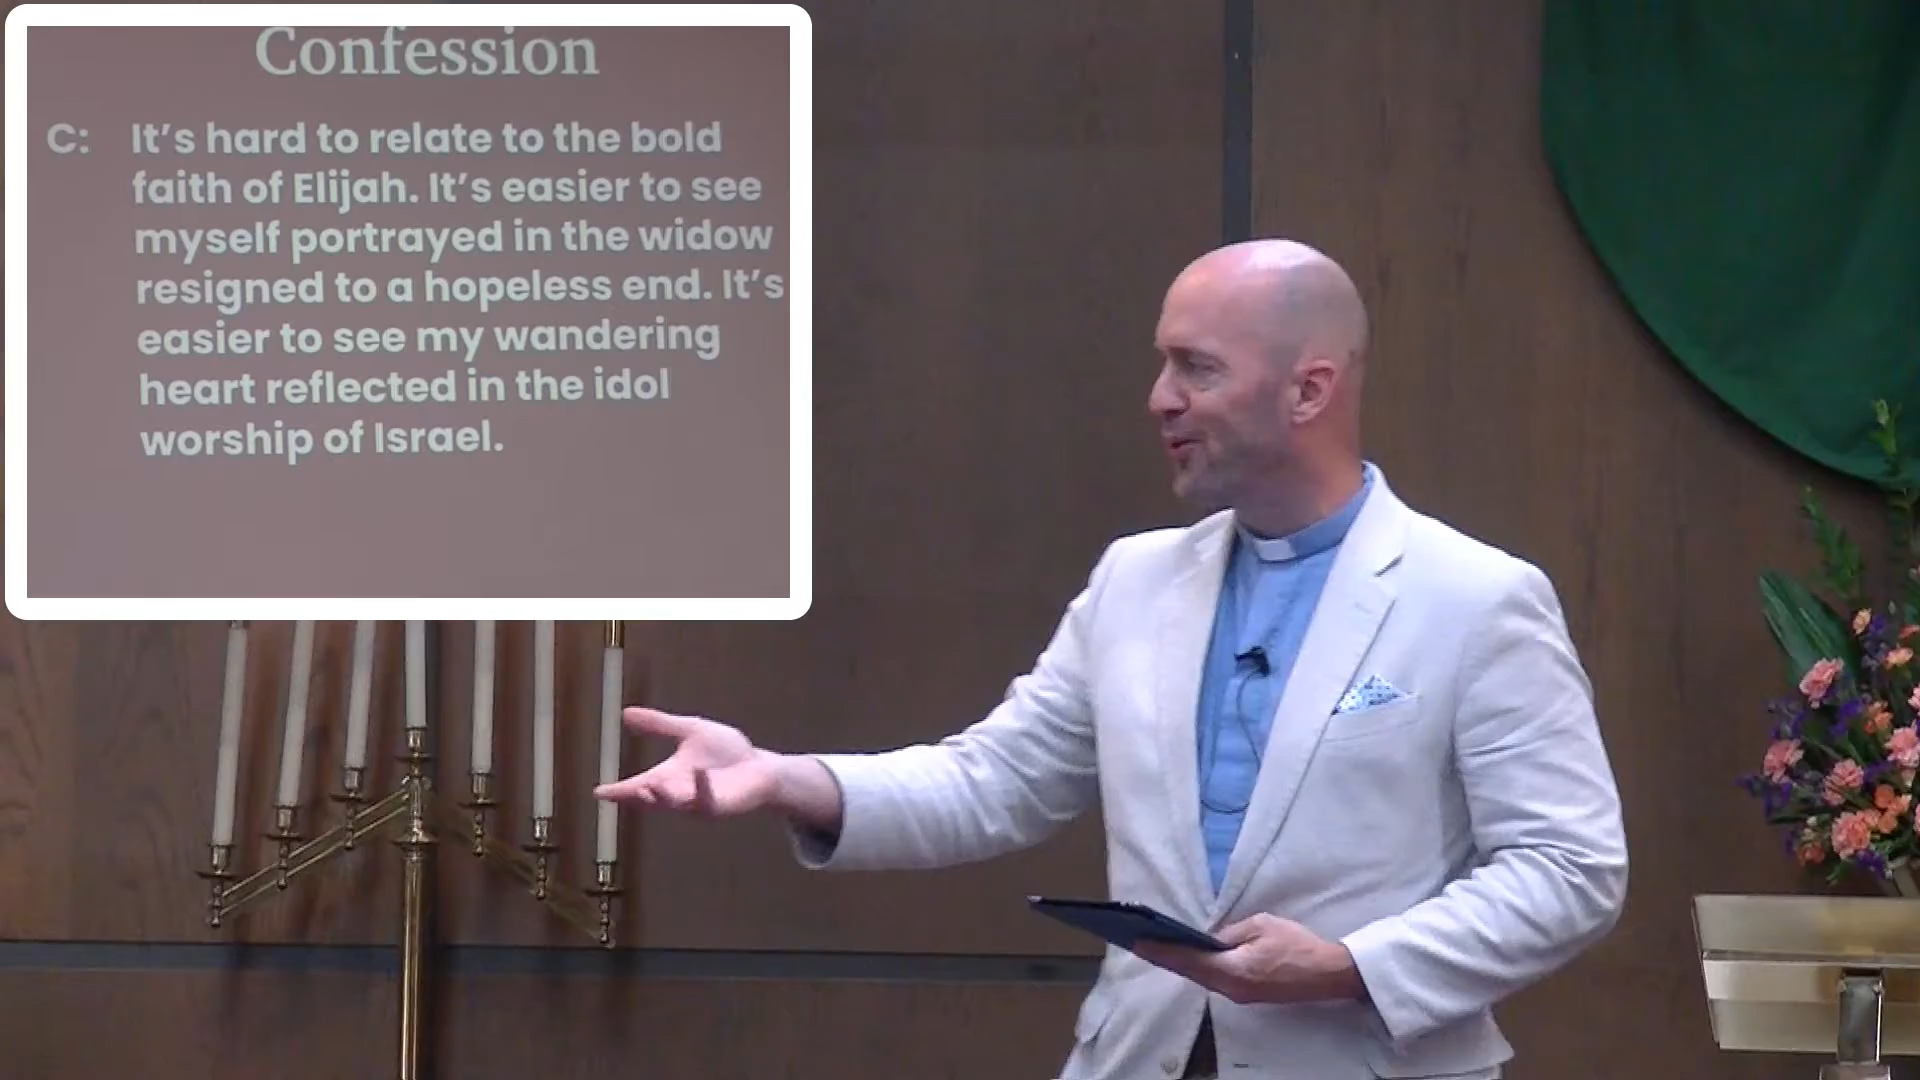 Confession
C: It's hard to relate to the bold
faith of Elijah. It's easier to see
myself portrayed in the widow
resigned to a hopeless end. It's
easier to see my wandering
heart reflected in the idol
worship of Israel.